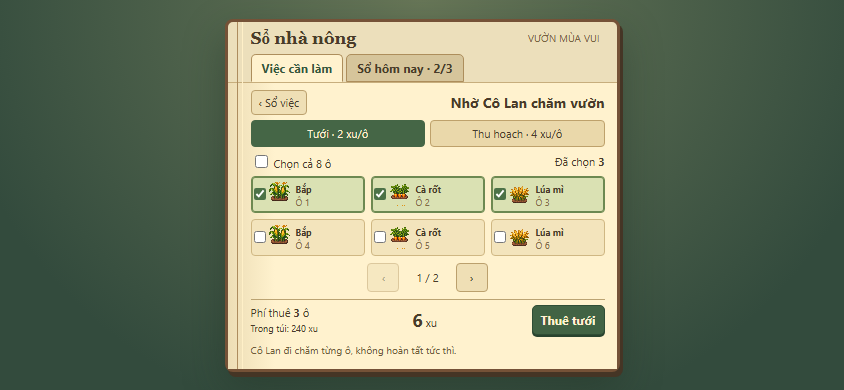 Sổ nhà nông
VƯỜN MÙA VUI
Việc cần làm
Sổ hôm nay · 2/3
‹ Sổ việc
Nhờ Cô Lan chăm vườn
Tưới · 2 xu/ô
Thu hoạch · 4 xu/ô
Chọn cả 8 ô
Đã chọn 3
Bắp
Ô 1
Cà rốt
Ô 2
Lúa mì
Ô 3
Bắp
Ô 4
Cà rốt
Ô 5
Lúa mì
Ô 6
‹ 1 / 2 ›
Phí thuê 3 ô
Trong túi: 240 xu
6 xu
Thuê tưới
Cô Lan đi chăm từng ô, không hoàn tất tức thì.